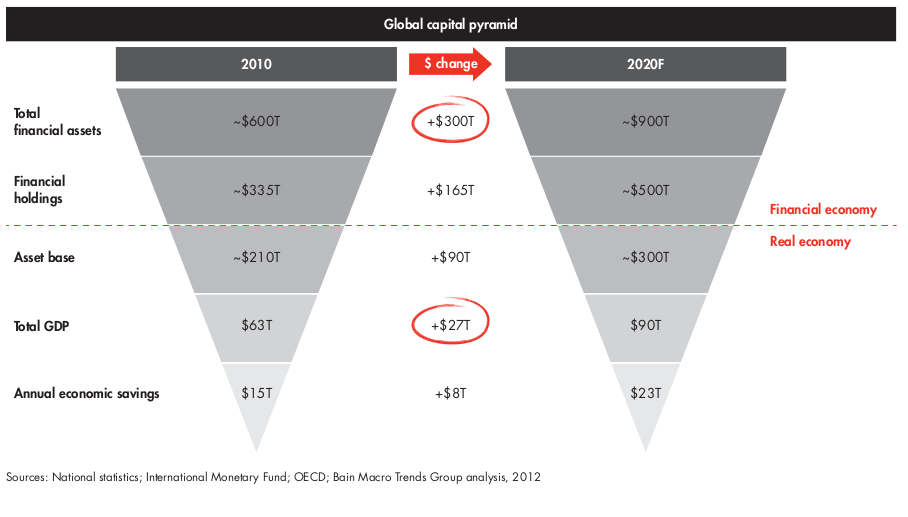 Global capital pyramid
2010
$ change
2020F
Total
financial assets
~$600T
+$300T
~$900T
Financial
holdings
~$335T
+$165T
~$500T
Financial economy
Real economy
Asset base
~$210T
+$90T
~$300T
Total GDP
$63T
+$27T
$90T
Annual economic savings
$15T
+$8T
$23T
Sources: National statistics; International Monetary Fund; OECD; Bain Macro Trends Group analysis, 2012